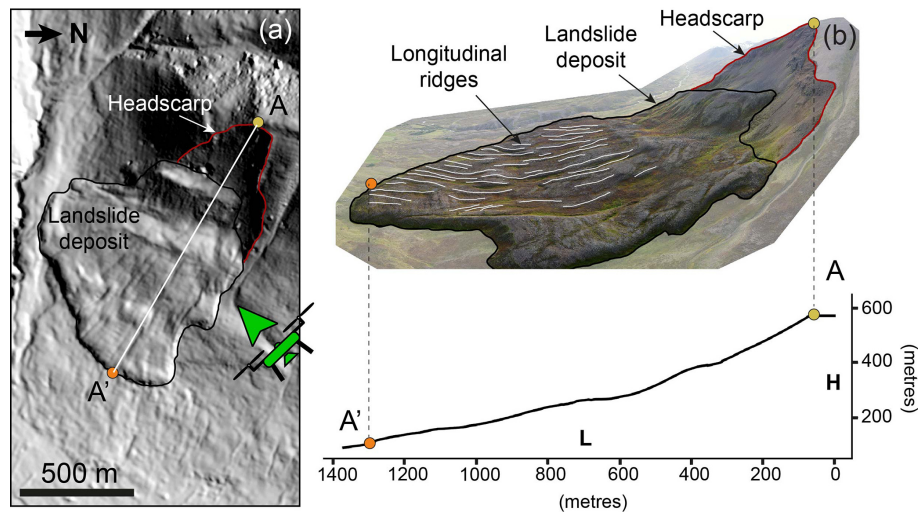 N
(a)
Headscarp
A
Landslide
deposit
A'
500 m
(b)
Headscarp
Landslide
deposit
Longitudinal
ridges
A
600
400
200
H
(metres)
A'
L
1400
1200
1000
800
600
400
200
0
(metres)